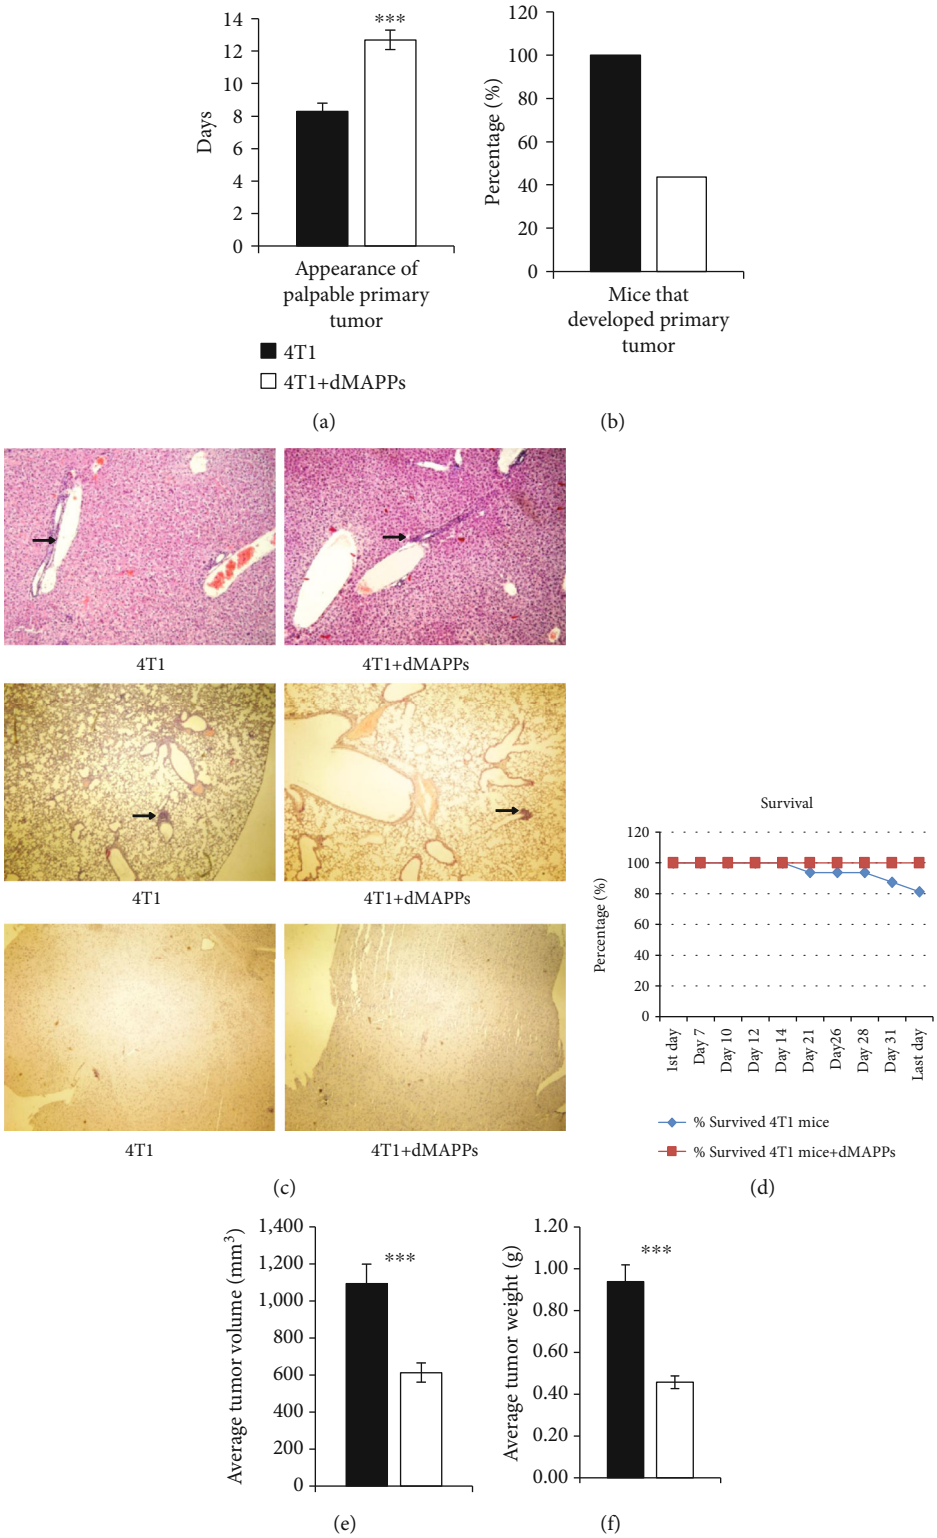 14
12
10
8
6
4
2
0
Days
***
Appearance of
palpable primary
tumor
4T1
4T1+dMAPPs
(a)
120
100
80
60
40
20
0
Percentage (%)
Mice that
developed primary
tumor
(b)
4T1
4T1+dMAPPs
4T1
4T1+dMAPPs
4T1
4T1+dMAPPs
(c)
Survival
120
100
80
60
40
20
0
Percentage (%)
1st day
Day 7
Day 10
Day 12
Day 14
Day 21
Day26
Day 28
Day 31
Last day
% Survived 4T1 mice
% Survived 4T1 mice+dMAPPs
(d)
1,400
1,200
1,000
800
600
400
200
0
Average tumor volume (mm³)
***
(e)
1.20
1.00
0.80
0.60
0.40
0.20
0.00
Average tumor weight (g)
***
(f)